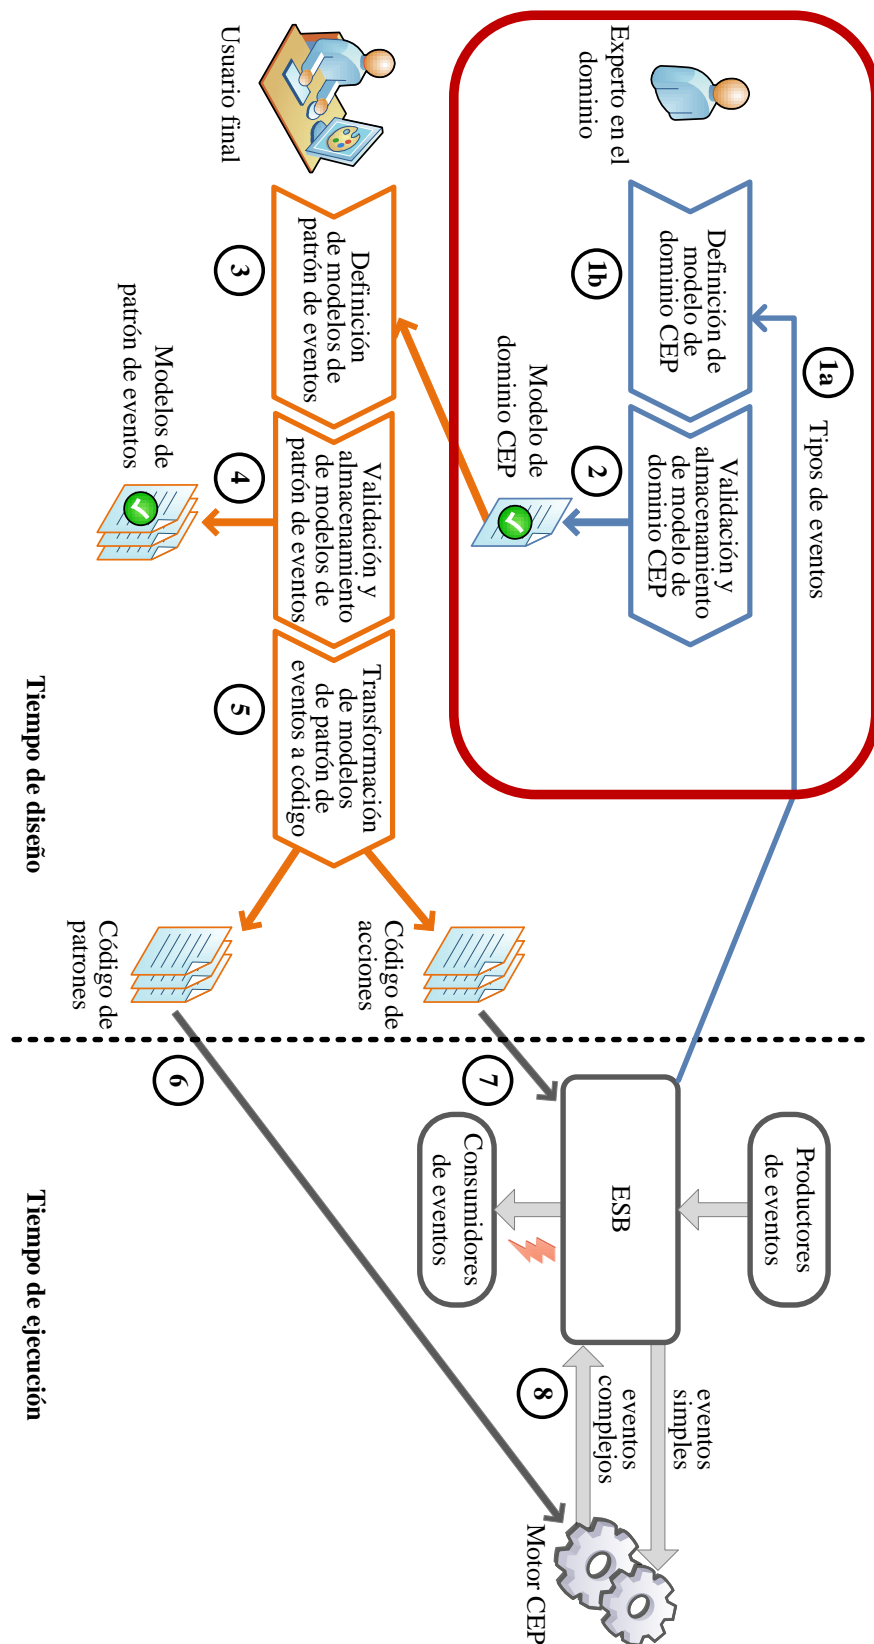 Experto en el
dominio
1a
Tipos de eventos
1b
Definición de
modelo de
dominio CEP
2
Validación y
almacenamiento
de modelo de
dominio CEP
Modelo de
dominio CEP
Usuario final
3
Definición
de modelos de
patrón de eventos
4
Validación y
almacenamiento
de modelos de
patrón de eventos
Modelos de
patrón de eventos
5
Transformación
de modelos
de patrón de
eventos a código
Código de
acciones
Código de
patrones
Tiempo de diseño
6
7
Productores
de eventos
ESB
Consumidores
de eventos
eventos
simples
8
eventos
complejos
Motor CEP
Tiempo de ejecución